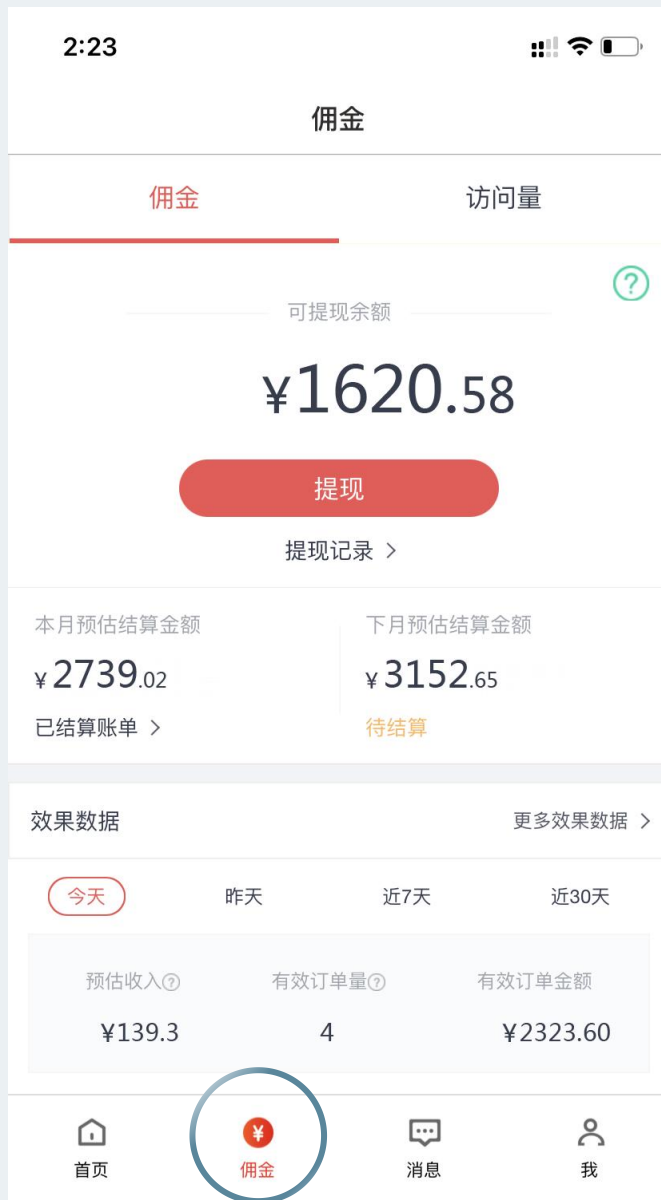 2:23
佣金
佣金 访问量
可提现余额
¥1620.58
提现
提现记录 >
本月预估结算金额 下月预估结算金额
¥2739.02 ¥3152.65
已结算账单 > 待结算
效果数据 更多效果数据 >
今天 昨天 近7天 近30天
预估收入? 有效订单量? 有效订单金额
¥139.3 4 ¥2323.60
首页 佣金 消息 我